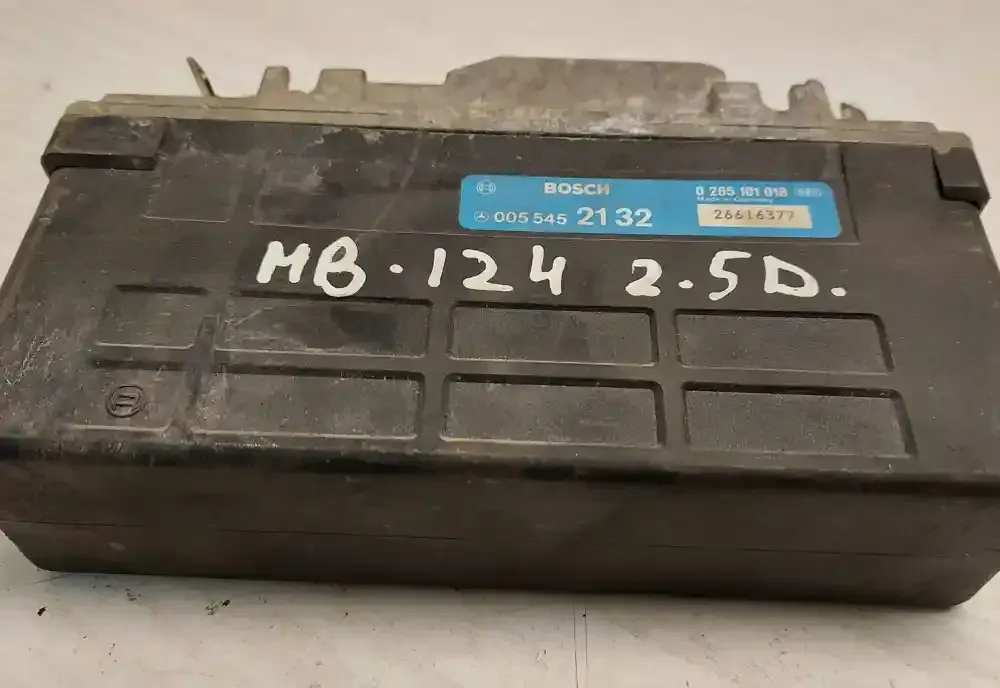 BOSCH
0 265 101 018
Made in Germany
005 545 21 32
26616377
MB. 124 2.5D.